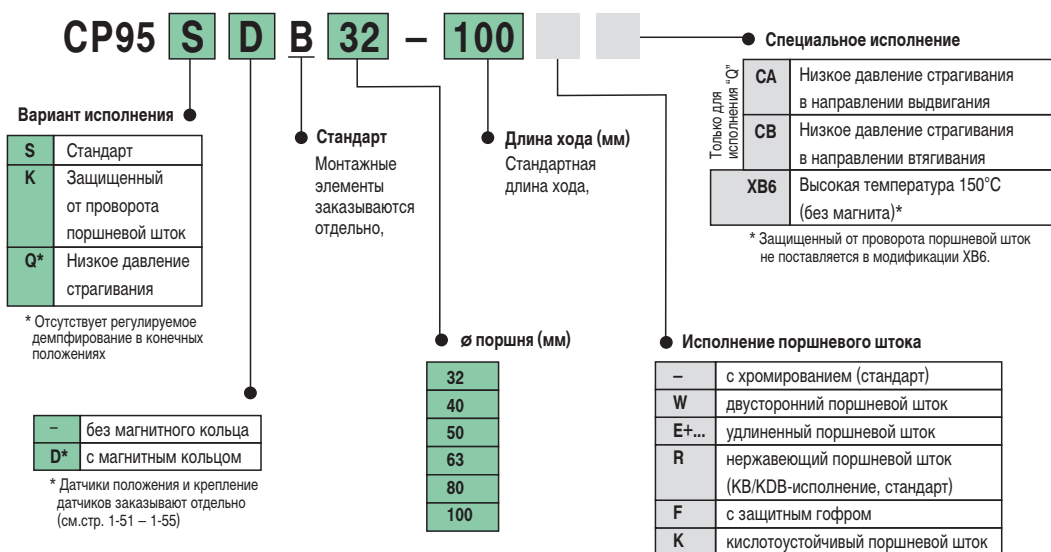 CP95 S D B 32 – 100
Вариант исполнения
S Стандарт
K Защищенный
от проворота
поршневой шток
Q* Низкое давление
страгивания
* Отсутствует регулируемое
демпфирование в конечных
положениях
– без магнитного кольца
D* с магнитным кольцом
* Датчики положения и крепление
датчиков заказывают отдельно
(см.стр. 1-51 – 1-55)
Стандарт
Монтажные
элементы
заказываются
отдельно,
ø поршня (мм)
32
40
50
63
80
100
Длина хода (мм)
Стандартная
длина хода,
Специальное исполнение
Только для
исполнения “Q”
CA Низкое давление страгивания
в направлении выдвигания
CB Низкое давление страгивания
в направлении втягивания
XB6 Высокая температура 150°C
(без магнита)*
* Защищенный от проворота поршневой шток
не поставляется в модификации XB6.
Исполнение поршневого штока
– с хромированием (стандарт)
W двусторонний поршневой шток
E+... удлиненный поршневой шток
R нержавеющий поршневой шток
(KB/KDB-исполнение, стандарт)
F с защитным гофром
K кислотоустойчивый поршневой шток